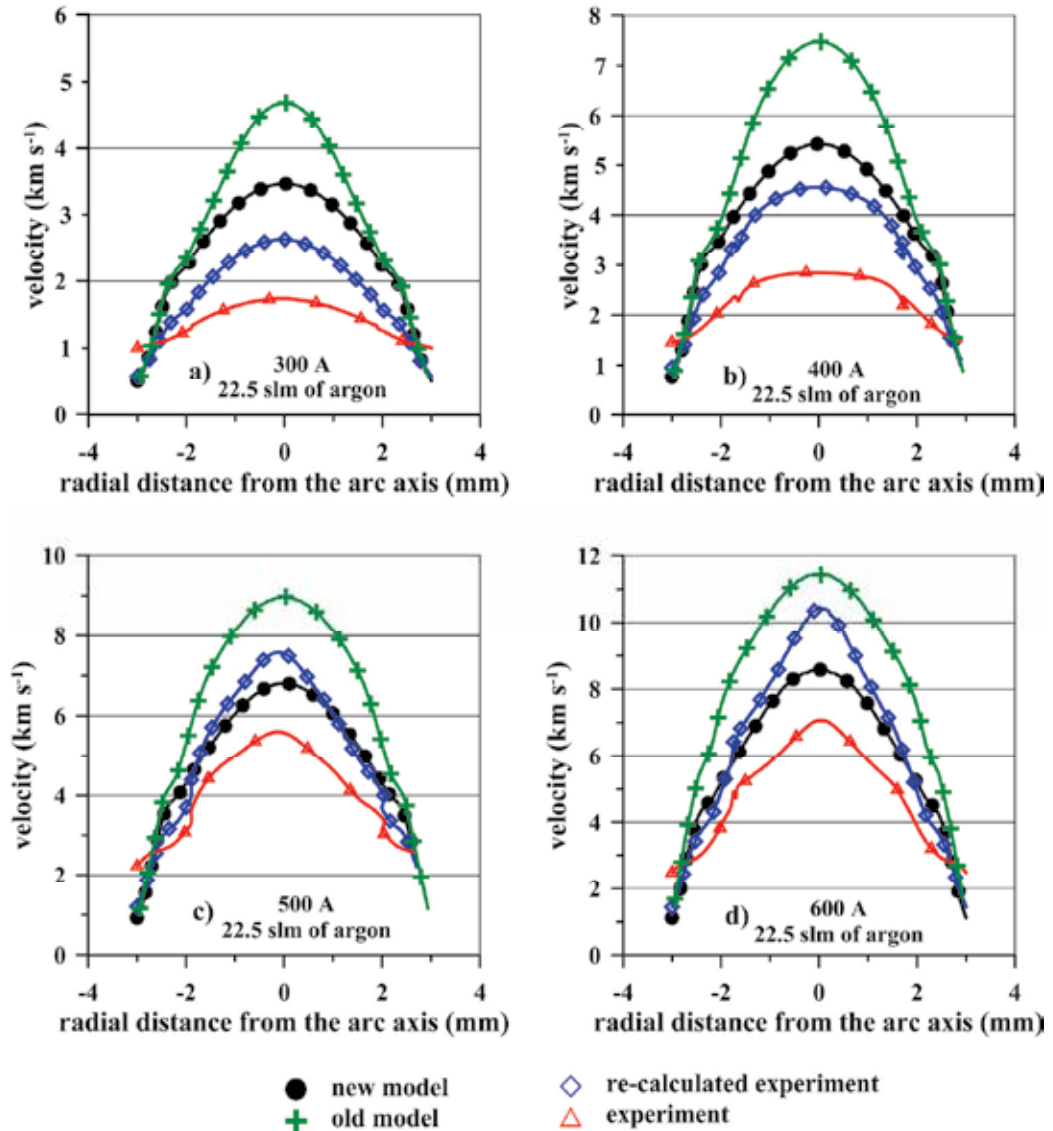 6
5
4
3
2
1
0
velocity (km s-1)
a)
300 A
22.5 slm of argon
-4
-2
0
2
4
radial distance from the arc axis (mm)
8
7
6
5
4
3
2
1
0
velocity (km s-1)
b)
400 A
22.5 slm of argon
-4
-2
0
2
4
radial distance from the arc axis (mm)
10
8
6
4
2
0
velocity (km s-1)
c)
500 A
22.5 slm of argon
-4
-2
0
2
4
radial distance from the arc axis (mm)
12
10
8
6
4
2
0
velocity (km s-1)
d)
600 A
22.5 slm of argon
-4
-2
0
2
4
radial distance from the arc axis (mm)
new model
old model
re-calculated experiment
experiment